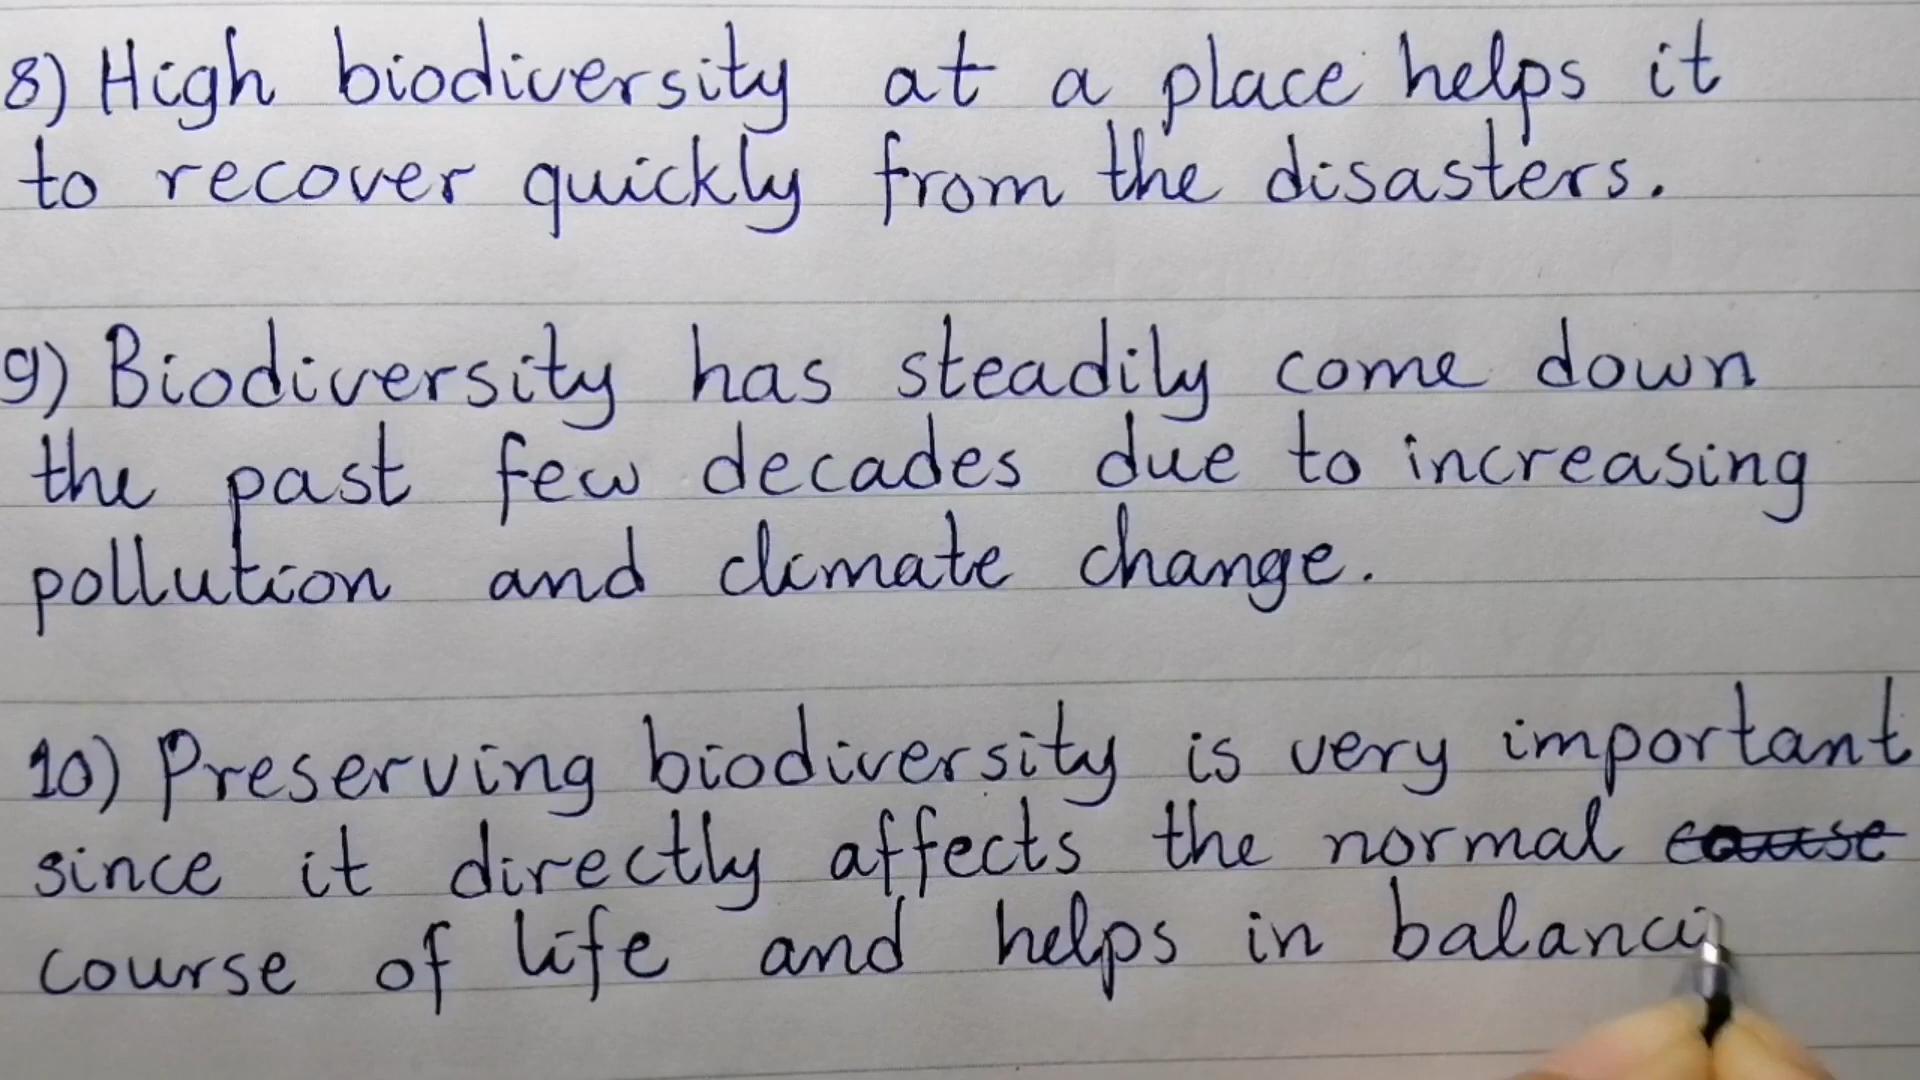 8) High biodiversity at a place helps it
to recover quickly from the disasters.
9) Biodiversity has steadily come down
the past few decades due to increasing
pollution and climate change.
10) Preserving biodiversity is very important
since it directly affects the normal
course of life and helps in balanci